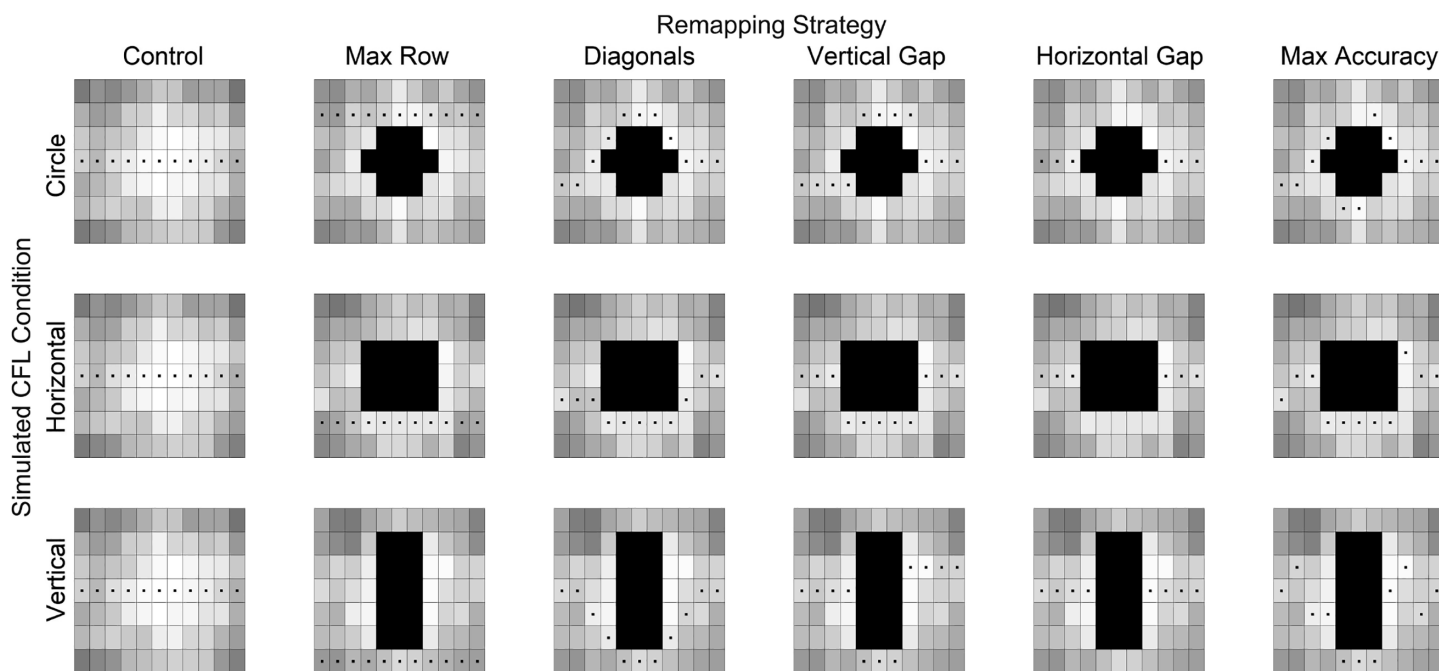 Remapping Strategy
Control Max Row Diagonals Vertical Gap Horizontal Gap Max Accuracy
Simulated CFL Condition
Circle
Horizontal
Vertical